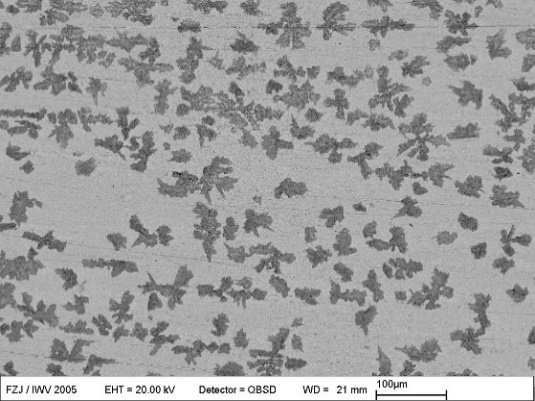 100µm
FZJ / IWV 2005 EHT = 20.00 kV Detector = QBSD WD = 21 mm